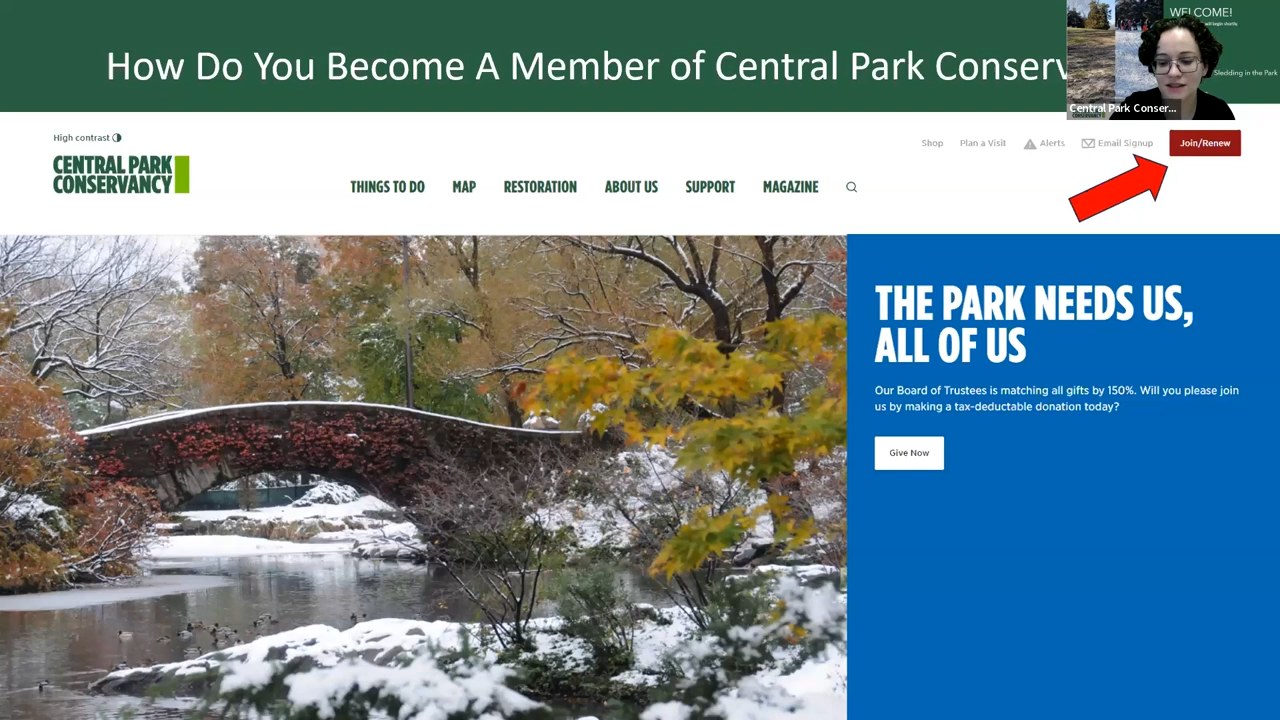 How Do You Become A Member of Central Park Conserv
WELCOME!
will begin shortly
Sledding in the Park
Central Park Conser...
High contrast
Shop Plan a Visit Alerts Email Signup Join/Renew
CENTRAL PARK
CONSERVANCY
THINGS TO DO MAP RESTORATION ABOUT US SUPPORT MAGAZINE
THE PARK NEEDS US,
ALL OF US
Our Board of Trustees is matching all gifts by 150%. Will you please join
us by making a tax-deductable donation today?
Give Now